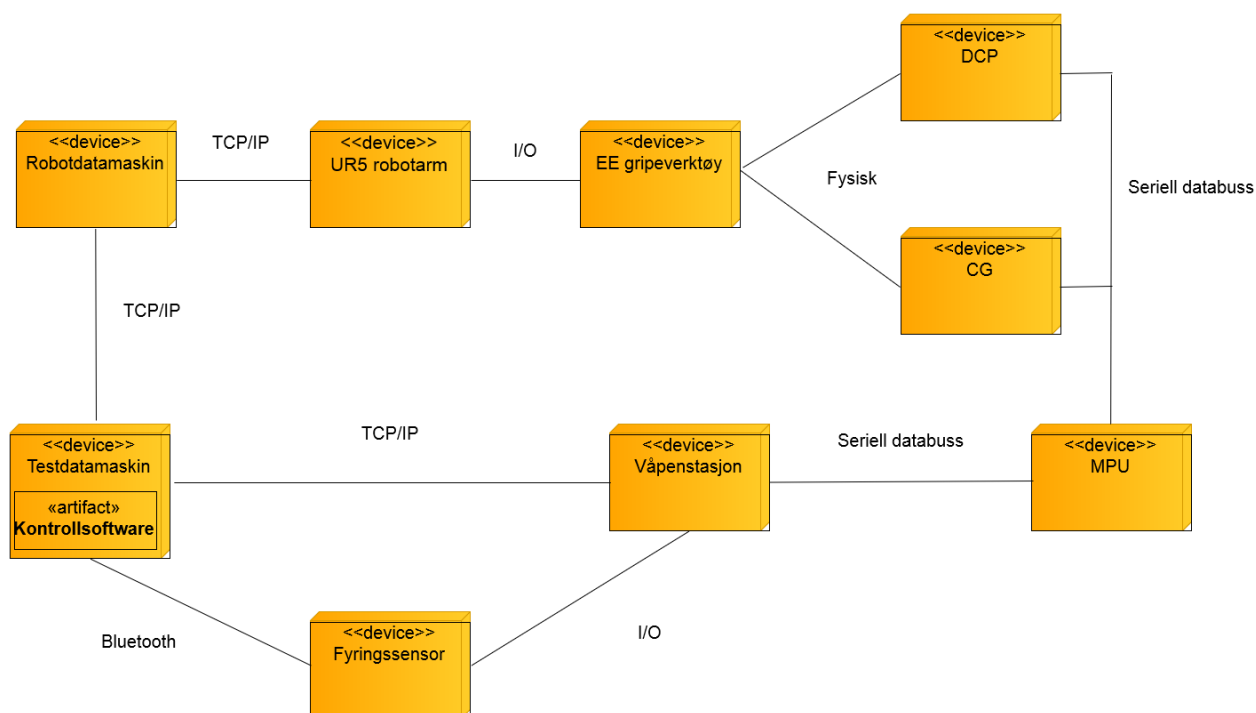 <<device>>
DCP
<<device>>
Robotdatamaskin
TCP/IP
<<device>>
UR5 robotarm
I/O
<<device>>
EE gripeverktøy
Fysisk
Seriell databuss
<<device>>
CG
TCP/IP
<<device>>
Testdatamaskin
«artifact»
Kontrollsoftware
TCP/IP
<<device>>
Våpenstasjon
Seriell databuss
<<device>>
MPU
Bluetooth
<<device>>
Fyringssensor
I/O